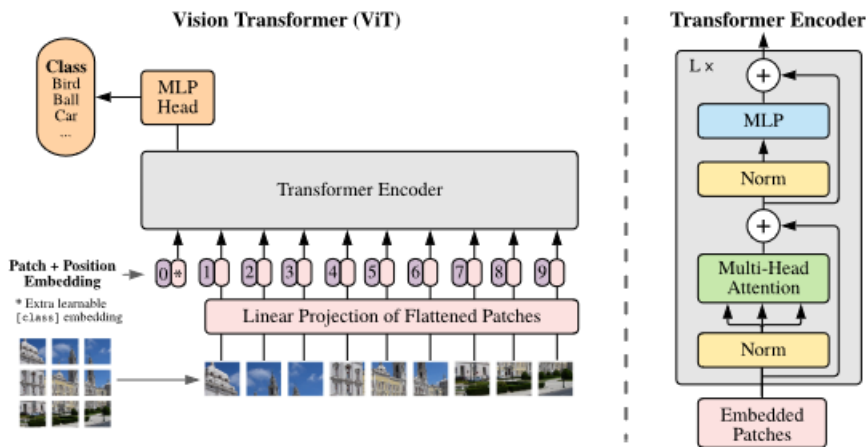 Vision Transformer (ViT)
Class
Bird
Ball
Car
...
MLP
Head
Transformer Encoder
Patch + Position
Embedding
* Extra learnable
[class] embedding
0 * 1 2 3 4 5 6 7 8 9
Linear Projection of Flattened Patches
Transformer Encoder
L ×
+
MLP
Norm
+
Multi-Head
Attention
Norm
Embedded
Patches